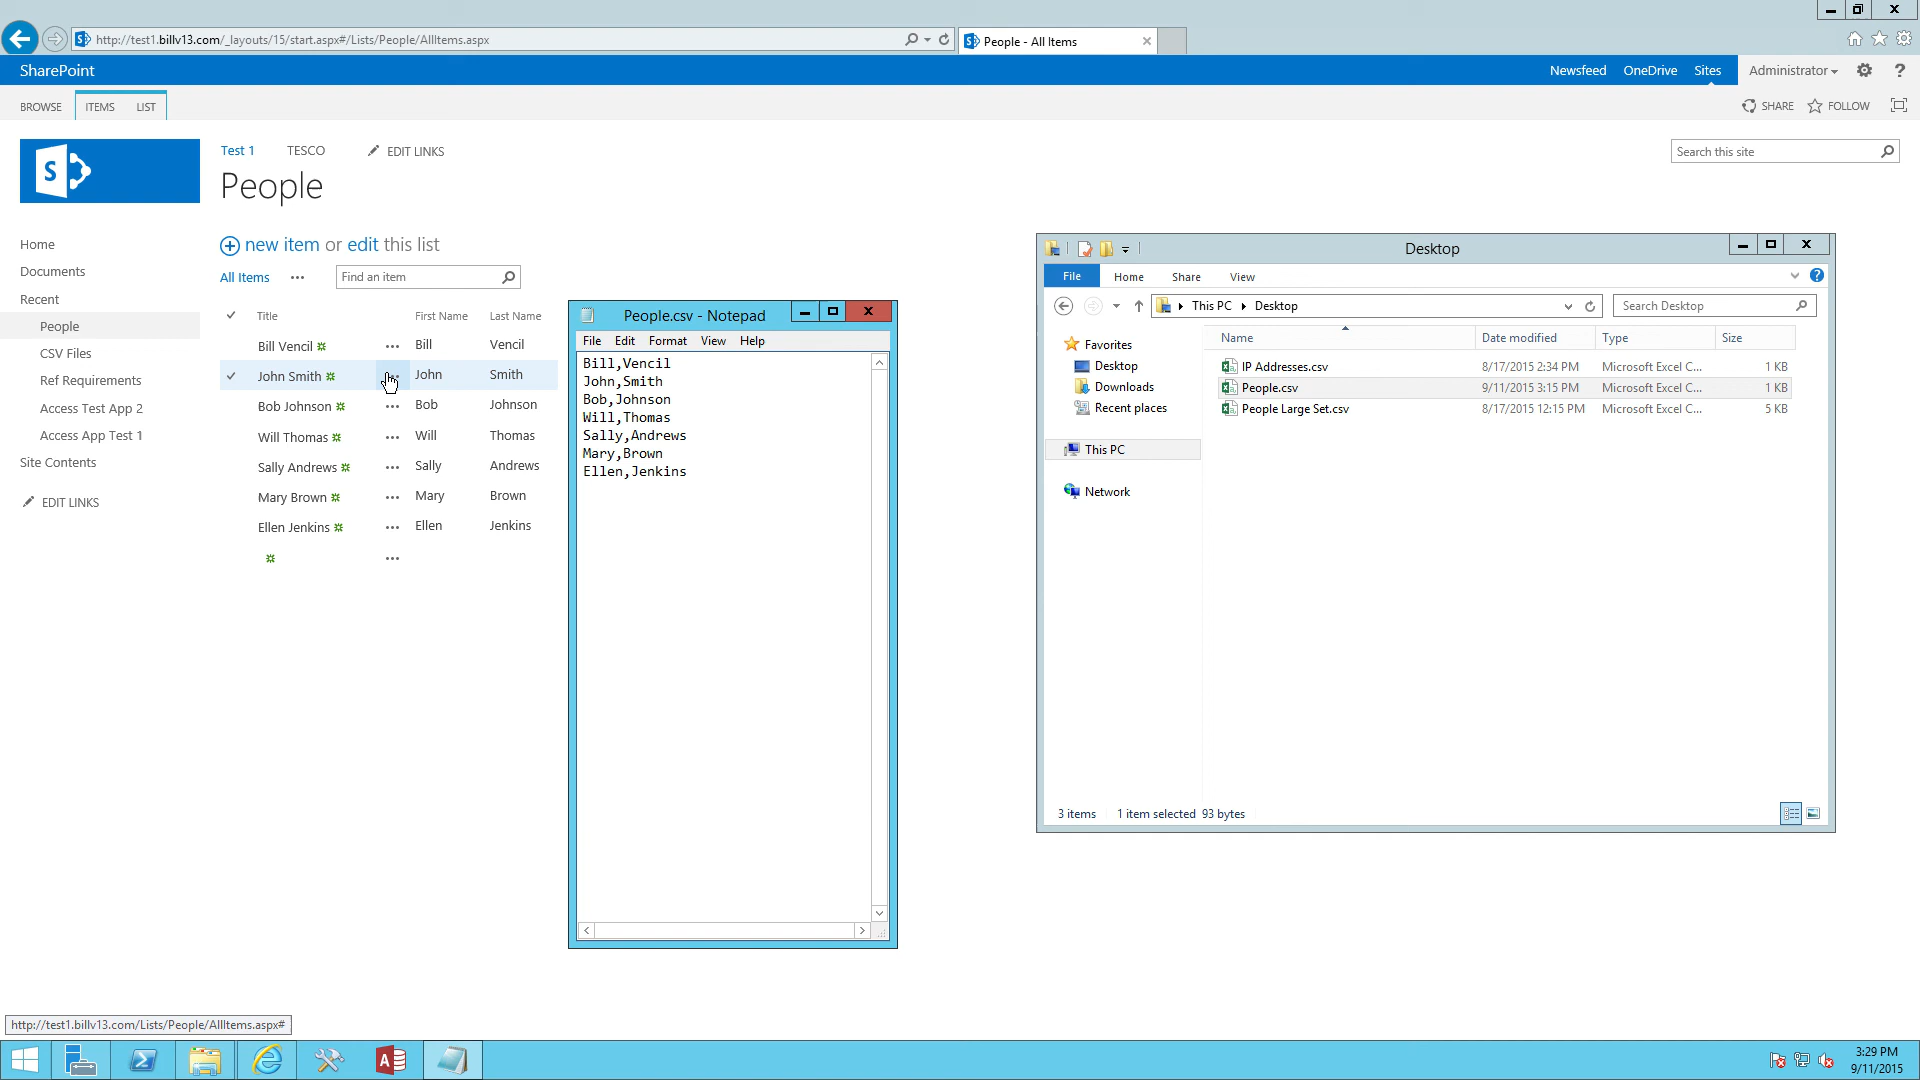 http://test1.billv13.com/_layouts/15/start.aspx#/Lists/People/AllItems.aspx
People - All Items
SharePoint
Newsfeed OneDrive Sites Administrator ?
BROWSE ITEMS LIST
SHARE FOLLOW
S
Test 1 TESCO EDIT LINKS
People
Search this site
Home
Documents
Recent
People
CSV Files
Ref Requirements
Access Test App 2
Access App Test 1
Site Contents
EDIT LINKS
new item or edit this list
All Items ... Find an item
Title First Name Last Name
Bill Vencil ... Bill Vencil
John Smith ... John Smith
Bob Johnson ... Bob Johnson
Will Thomas ... Will Thomas
Sally Andrews ... Sally Andrews
Mary Brown ... Mary Brown
Ellen Jenkins ... Ellen Jenkins
...
People.csv - Notepad
File Edit Format View Help
Bill,Vencil
John,Smith
Bob,Johnson
Will,Thomas
Sally,Andrews
Mary,Brown
Ellen,Jenkins
Desktop
File Home Share View
This PC Desktop
Search Desktop
Favorites
Desktop
Downloads
Recent places
This PC
Network
Name Date modified Type Size
IP Addresses.csv 8/17/2015 2:34 PM Microsoft Excel C... 1 KB
People.csv 9/11/2015 3:15 PM Microsoft Excel C... 1 KB
People Large Set.csv 8/17/2015 12:15 PM Microsoft Excel C... 5 KB
3 items 1 item selected 93 bytes
http://test1.billv13.com/Lists/People/AllItems.aspx#
3:29 PM
9/11/2015